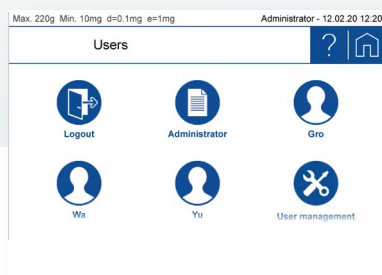 Max. 220g Min. 10mg d=0.1mg e=1mg Administrator - 12.02.20 12:20
Users ?
Logout Administrator Gro
Wa Yu User management